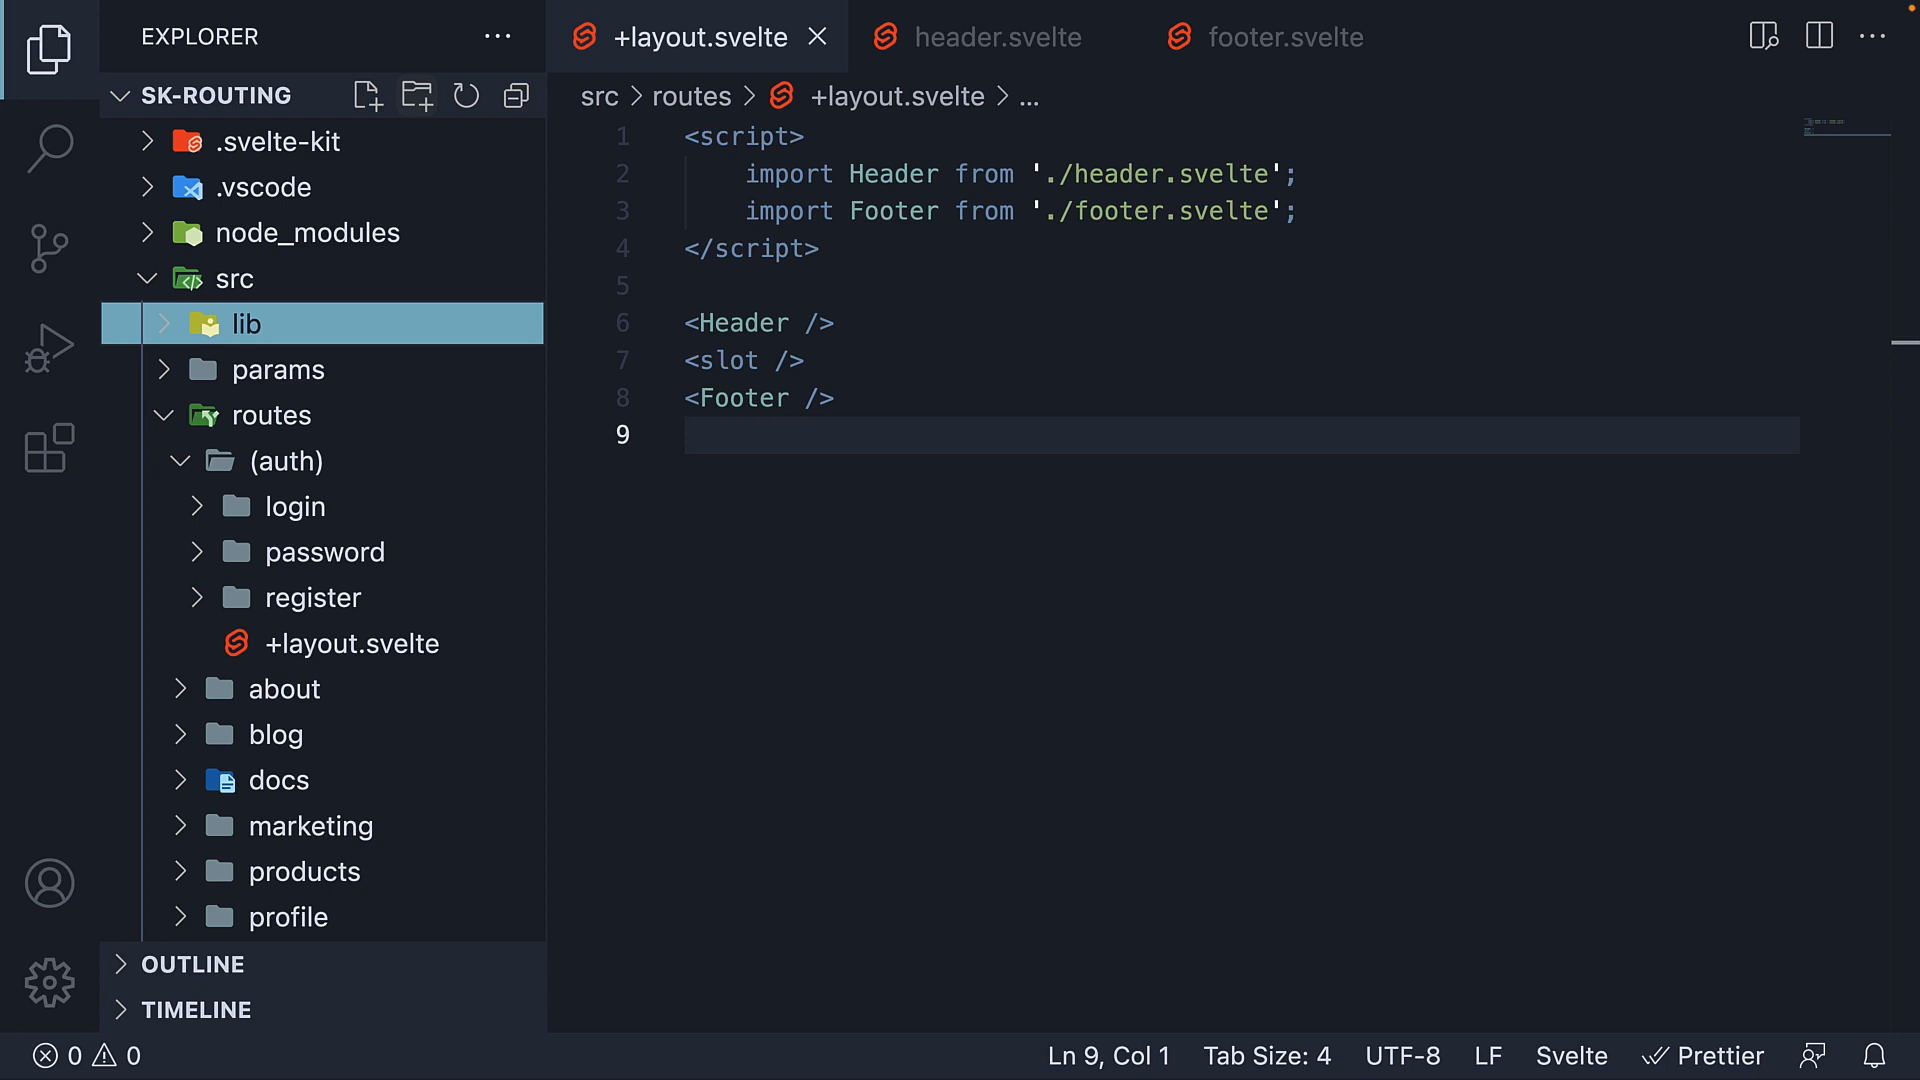 EXPLORER
SK-ROUTING
.svelte-kit
.vscode
node_modules
src
lib
params
routes
(auth)
login
password
register
+layout.svelte
about
blog
docs
marketing
products
profile
OUTLINE
TIMELINE
+layout.svelte
header.svelte
footer.svelte
src > routes > +layout.svelte > ...
1 <script>
2 import Header from './header.svelte';
3 import Footer from './footer.svelte';
4 </script>
5
6 <Header />
7 <slot />
8 <Footer />
9
0 0
Ln 9, Col 1 Tab Size: 4 UTF-8 LF Svelte Prettier